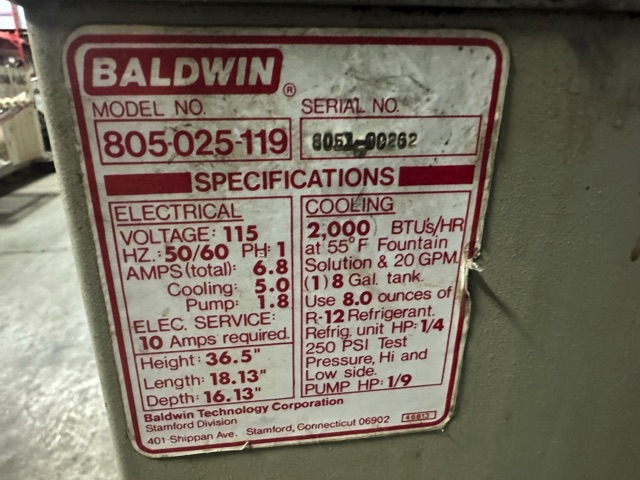 BALDWIN ®
MODEL NO. SERIAL NO.
805-025-119 8051-00262
SPECIFICATIONS
ELECTRICAL
VOLTAGE: 115
HZ.: 50/60 PH: 1
AMPS (total): 6.8
Cooling: 5.0
Pump: 1.8
ELEC. SERVICE:
10 Amps required.
Height: 36.5"
Length: 18.13"
Depth: 16.13"
COOLING
2,000 BTU's/HR
at 55°F Fountain
Solution & 20 GPM.
(1) 8 Gal. tank.
Use 8.0 ounces of
R-12 Refrigerant.
Refrig. unit HP: 1/4
250 PSI Test
Pressure, Hi and
Low side.
PUMP HP: 1/9
Baldwin Technology Corporation
Stamford Division
401 Shippan Ave. Stamford, Connecticut 06902